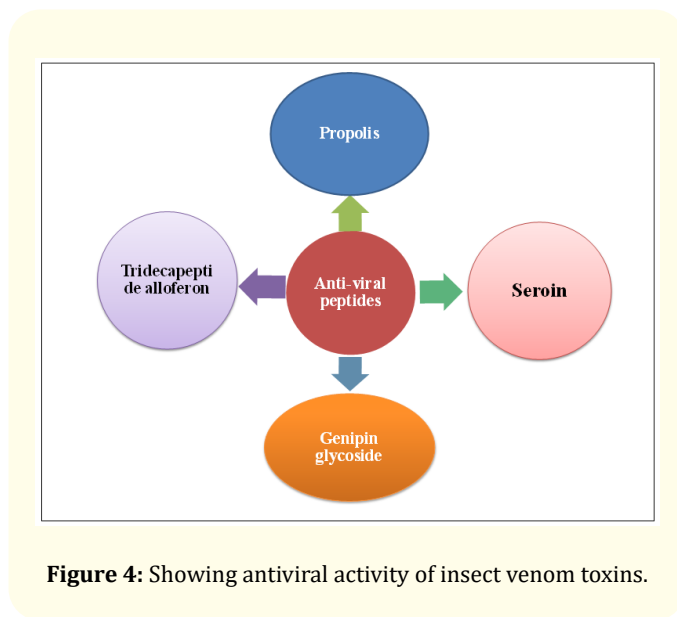 Propolis
Tridecapepti
de alloferon
Anti-viral
peptides
Seroin
Genipin
glycoside
Figure 4: Showing antiviral activity of insect venom toxins.